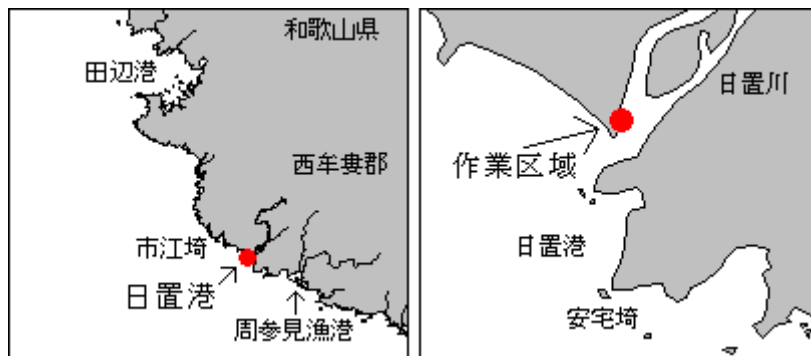 和歌山県
田辺港
西牟婁郡
市江埼
日置港
周参見漁港
日置川
作業区域
日置港
安宅埼